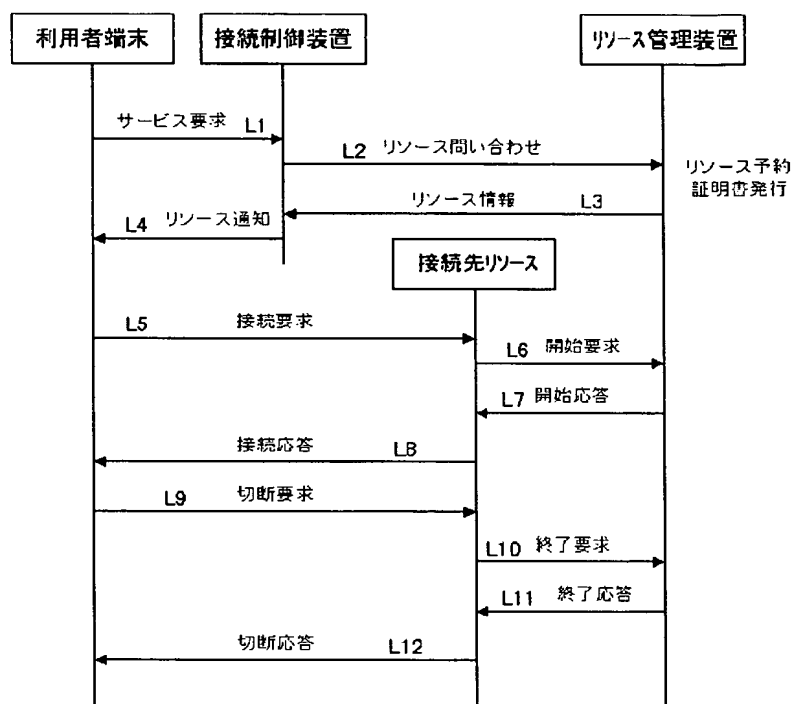 利用者端末
接続制御装置
リソース管理装置
サービス要求 L1
L2 リソース問い合わせ
リソース予約
証明書発行
リソース情報 L3
L4 リソース通知
接続先リソース
L5 接続要求
L6 開始要求
L7 開始応答
接続応答 L8
L9 切断要求
L10 終了要求
L11 終了応答
切断応答 L12